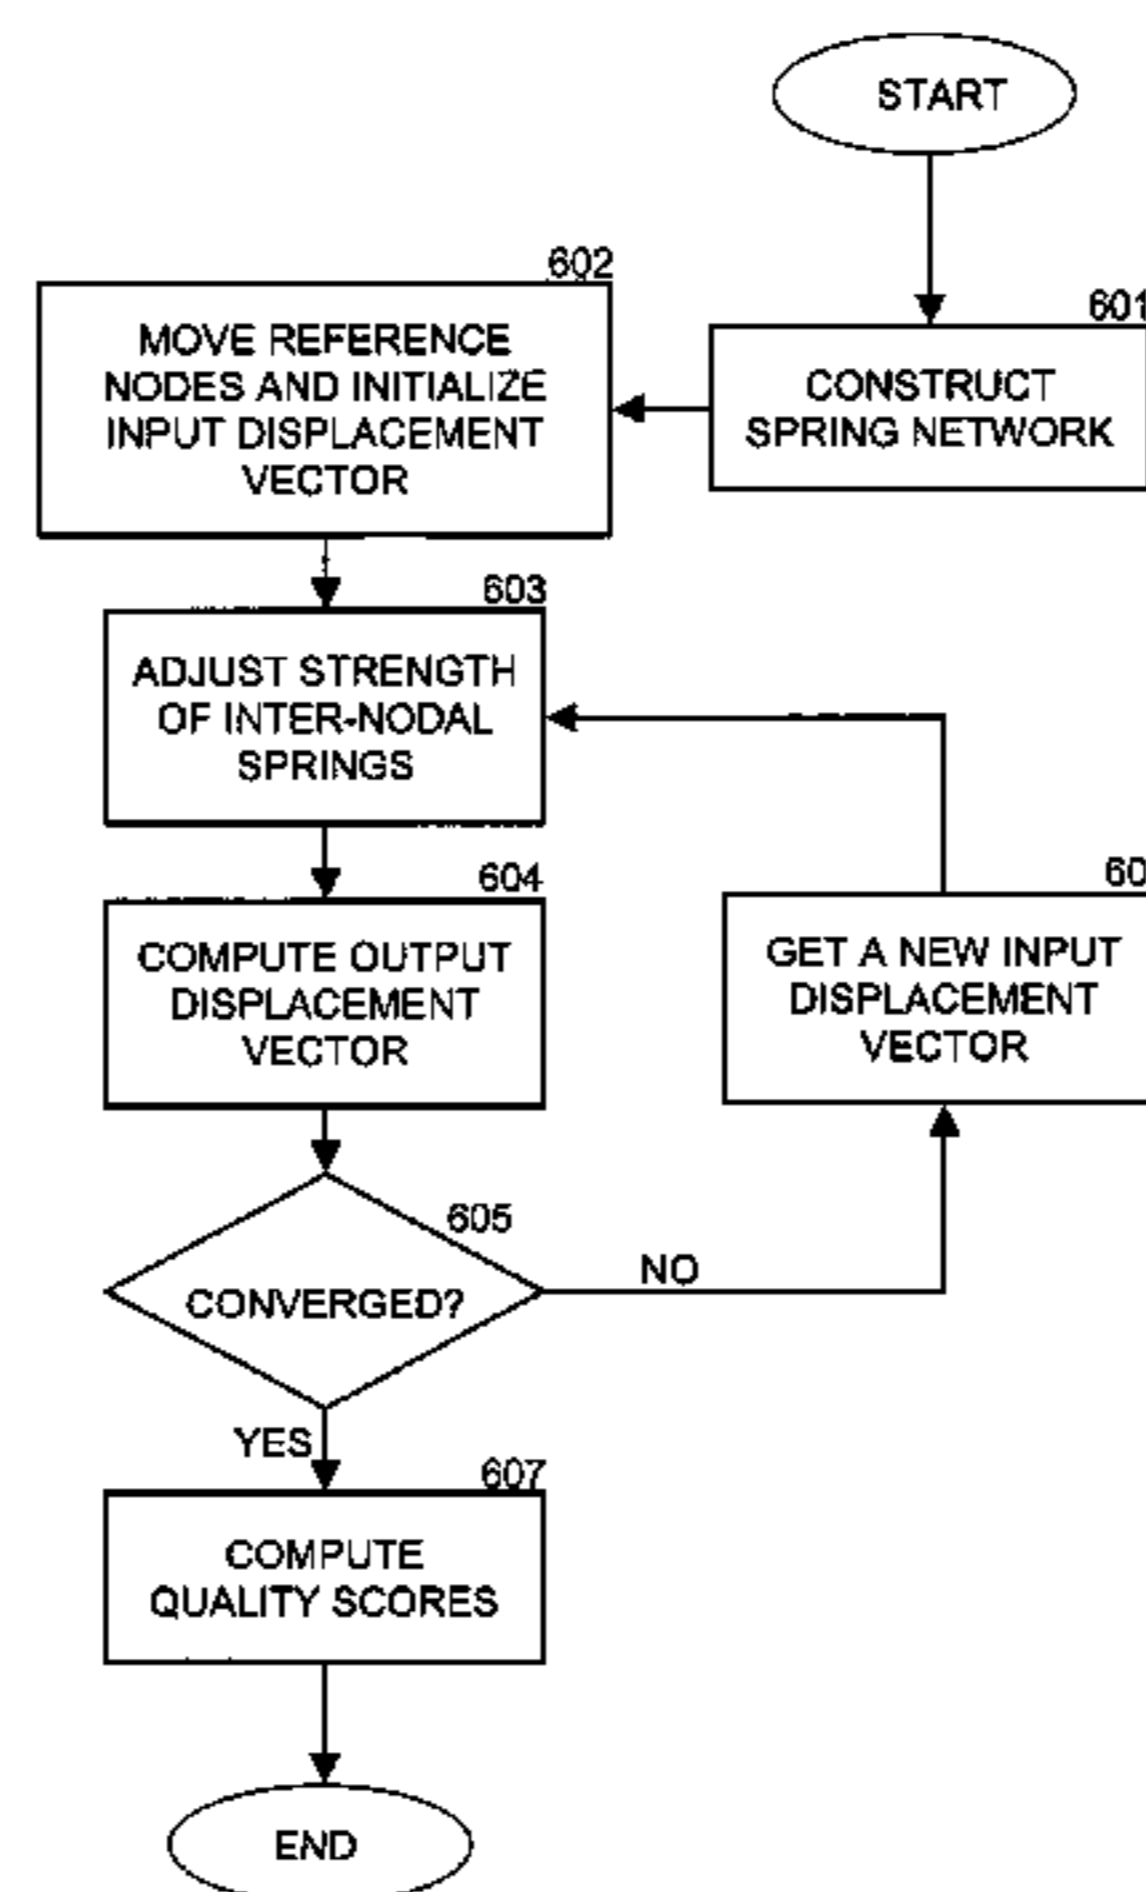 START
601
CONSTRUCT
SPRING NETWORK
602
MOVE REFERENCE
NODES AND INITIALIZE
INPUT DISPLACEMENT
VECTOR
603
ADJUST STRENGTH
OF INTER-NODAL
SPRINGS
604
COMPUTE OUTPUT
DISPLACEMENT
VECTOR
605
CONVERGED?
NO
60
GET A NEW INPUT
DISPLACEMENT
VECTOR
YES
607
COMPUTE
QUALITY SCORES
END